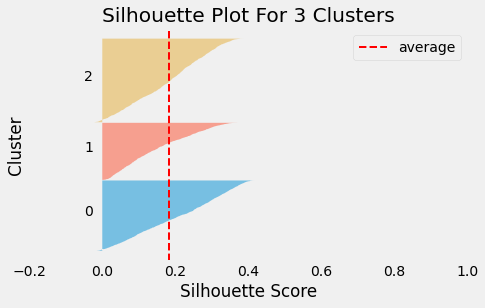 Silhouette Plot For 3 Clusters
average
Cluster
2
1
0
−0.2 0.0 0.2 0.4 0.6 0.8 1.0
Silhouette Score